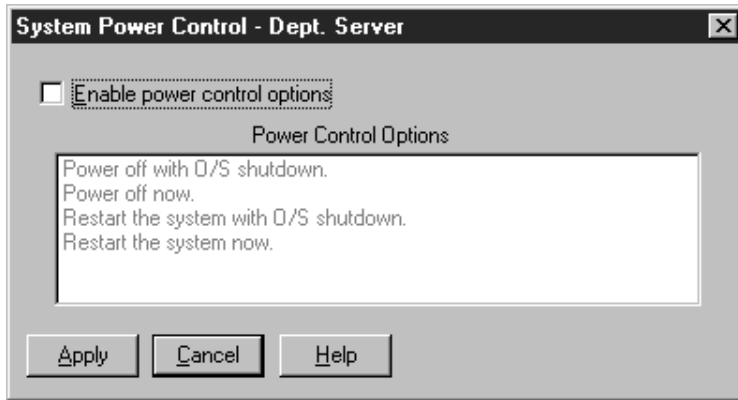 System Power Control - Dept. Server
Enable power control options
Power Control Options
Power off with O/S shutdown.
Power off now.
Restart the system with O/S shutdown.
Restart the system now.
Apply
Cancel
Help